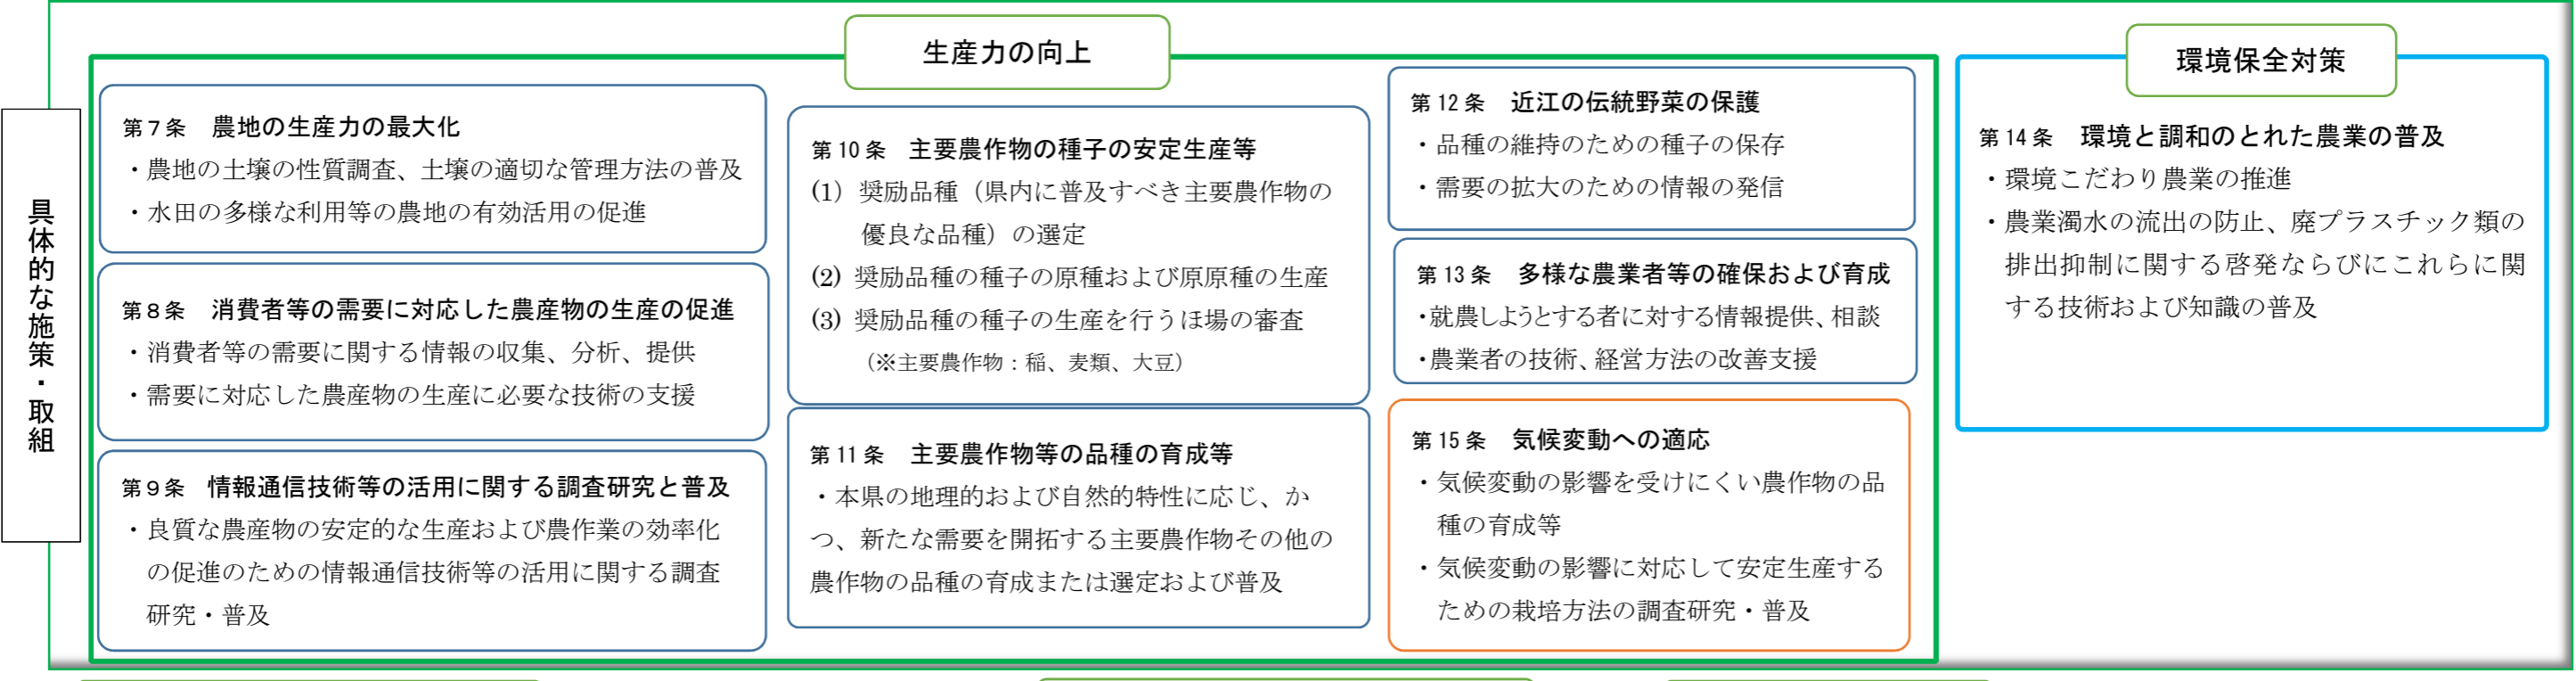 具体的な施策・取組
生産力の向上
第７条　農地の生産力の最大化
・農地の土壌の性質調査、土壌の適切な管理方法の普及
・水田の多様な利用等の農地の有効活用の促進
第８条　消費者等の需要に対応した農産物の生産の促進
・消費者等の需要に関する情報の収集、分析、提供
・需要に対応した農産物の生産に必要な技術の支援
第９条　情報通信技術等の活用に関する調査研究と普及
・良質な農産物の安定的な生産および農作業の効率化
の促進のための情報通信技術等の活用に関する調査
研究・普及
第 10 条　主要農作物の種子の安定生産等
(1) 奨励品種（県内に普及すべき主要農作物の
優良な品種）の選定
(2) 奨励品種の種子の原種および原原種の生産
(3) 奨励品種の種子の生産を行うほ場の審査
（※主要農作物：稲、麦類、大豆）
第 11 条　主要農作物等の品種の育成等
・本県の地理的および自然的特性に応じ、か
つ、新たな需要を開拓する主要農作物その他の
農作物の品種の育成または選定および普及
第 12 条　近江の伝統野菜の保護
・品種の維持のための種子の保存
・需要の拡大のための情報の発信
第 13 条　多様な農業者等の確保および育成
・就農しようとする者に対する情報提供、相談
・農業者の技術、経営方法の改善支援
第 15 条　気候変動への適応
・気候変動の影響を受けにくい農作物の品
種の育成等
・気候変動の影響に対応して安定生産する
ための栽培方法の調査研究・普及
環境保全対策
第 14 条　環境と調和のとれた農業の普及
・環境こだわり農業の推進
・農業濁水の流出の防止、廃プラスチック類の
排出抑制に関する啓発ならびにこれらに関
する技術および知識の普及